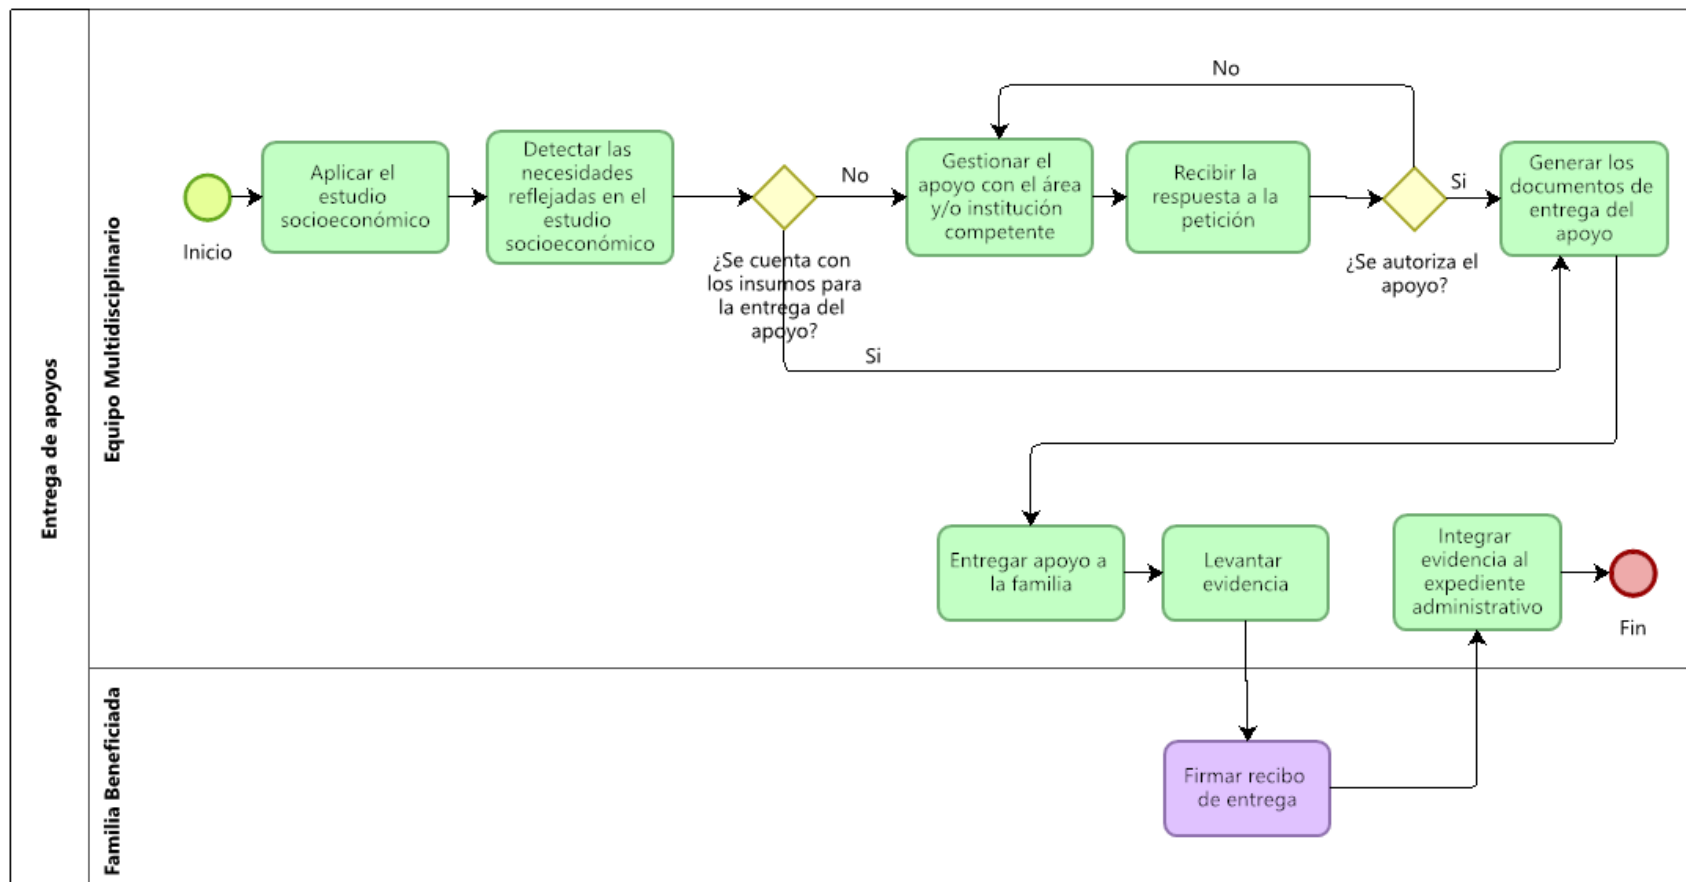 Entrega de apoyos
Equipo Multidisciplinario
Familia Beneficiada
Inicio
Aplicar el
estudio
socioeconómico
Detectar las
necesidades
reflejadas en el
estudio
socioeconómico
¿Se cuenta con
los insumos para
la entrega del
apoyo?
No
Si
Gestionar el
apoyo con el área
y/o institución
competente
Recibir la
respuesta a la
petición
No
¿Se autoriza el
apoyo?
Si
Generar los
documentos de
entrega del
apoyo
Entregar apoyo a
la familia
Levantar
evidencia
Firmar recibo
de entrega
Integrar
evidencia al
expediente
administrativo
Fin